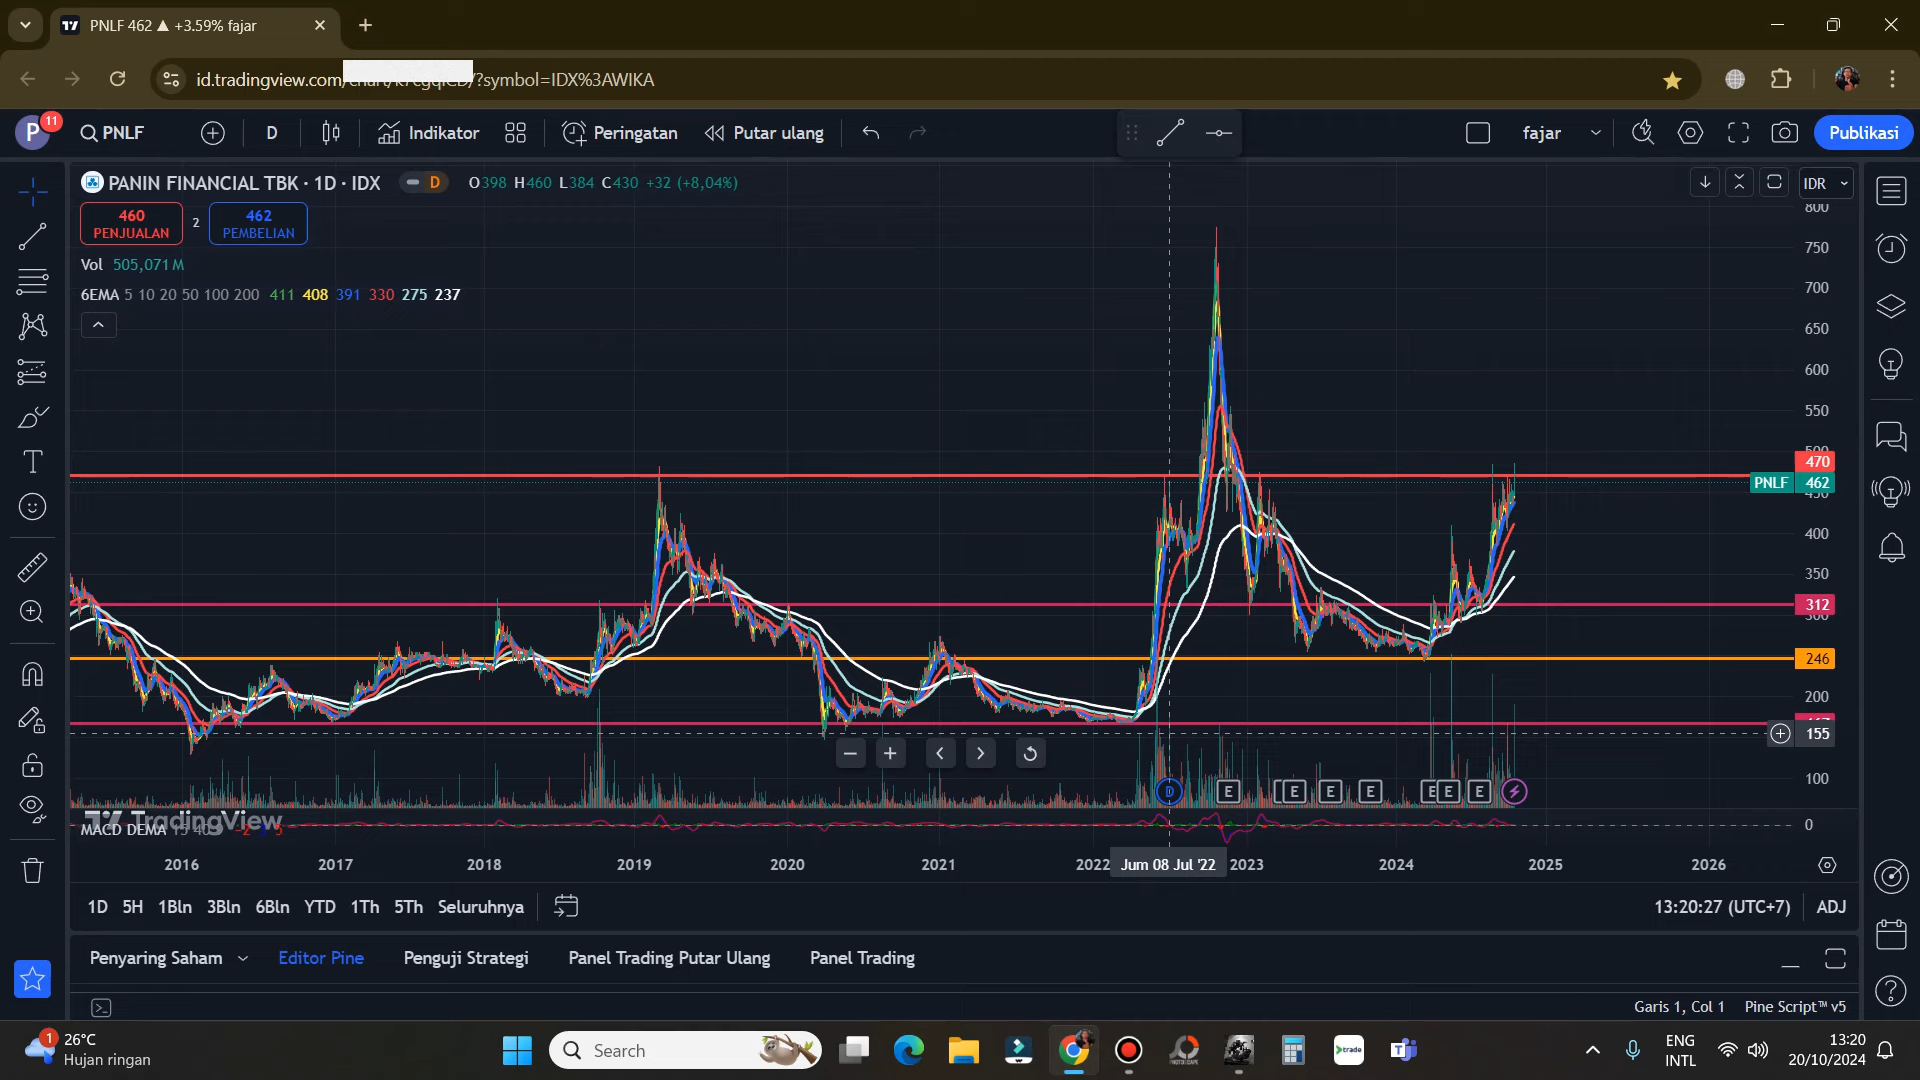 PNLF 462 ▲ +3.59% fajar
id.tradingview.com /?symbol=IDX%3AWIKA
P 11 PNLF D Indikator Peringatan Putar ulang fajar Publikasi
PANIN FINANCIAL TBK · 1D · IDX D O398 H460 L384 C430 +32 (+8,04%)
IDR
460 PENJUALAN 2 462 PEMBELIAN
Vol 505,071 M
6EMA 5 10 20 50 100 200 411 408 391 330 275 237
800
750
700
650
600
550
500
470
PNLF 462
450
400
350
312
300
246
200
155
100
D E E E E E E E
TradingView
MACD DEMA
0
2016 2017 2018 2019 2020 2021 2022 Jum 08 Jul '22 2023 2024 2025 2026
1D 5H 1Bln 3Bln 6Bln YTD 1Th 5Th Seluruhnya 13:20:27 (UTC+7) ADJ
Penyaring Saham Editor Pine Penguji Strategi Panel Trading Putar Ulang Panel Trading
Garis 1, Col 1 Pine Script™ v5
1 26°C
Hujan ringan
Search
trade
ENG
INTL
13:20
20/10/2024